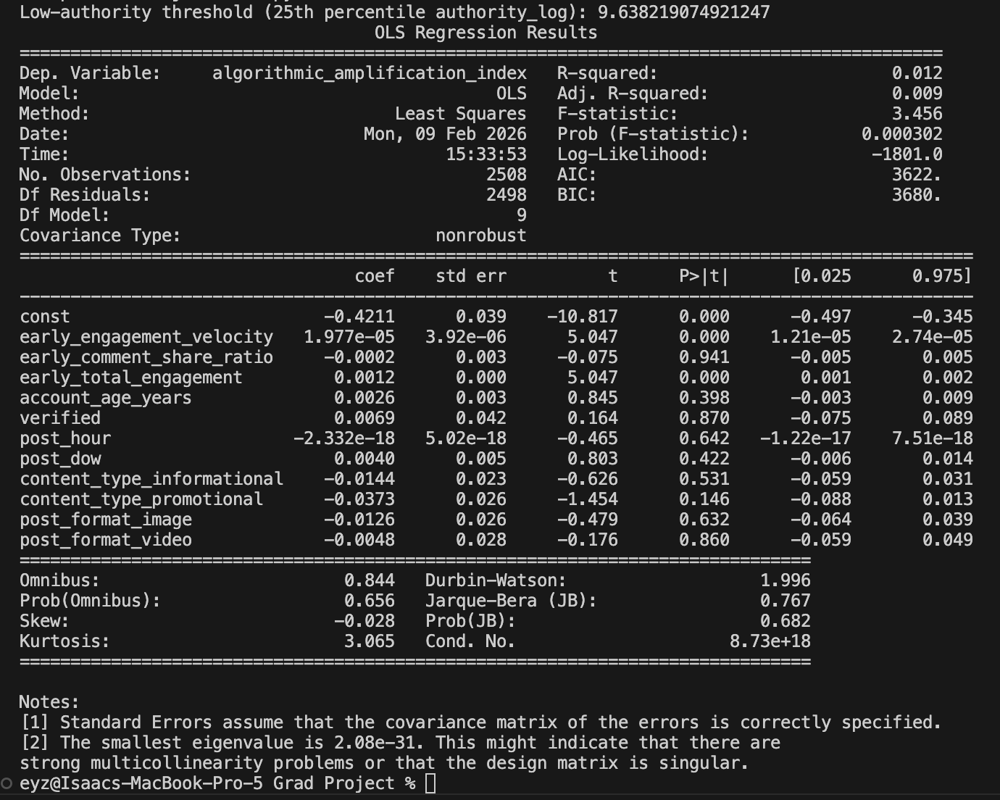 Low-authority threshold (25th percentile authority_log): 9.638219074921247
OLS Regression Results
==============================================================================
Dep. Variable: algorithmic_amplification_index R-squared: 0.012
Model: OLS Adj. R-squared: 0.009
Method: Least Squares F-statistic: 3.456
Date: Mon, 09 Feb 2026 Prob (F-statistic): 0.000302
Time: 15:33:53 Log-Likelihood: -1801.0
No. Observations: 2508 AIC: 3622.
Df Residuals: 2498 BIC: 3680.
Df Model: 9
Covariance Type: nonrobust
==============================================================================
coef std err t P>|t| [0.025 0.975]
------------------------------------------------------------------------------
const -0.4211 0.039 -10.817 0.000 -0.497 -0.345
early_engagement_velocity 1.977e-05 3.92e-06 5.047 0.000 1.21e-05 2.74e-05
early_comment_share_ratio -0.0002 0.003 -0.075 0.941 -0.005 0.005
early_total_engagement 0.0012 0.000 5.047 0.000 0.001 0.002
account_age_years 0.0026 0.003 0.845 0.398 -0.003 0.009
verified 0.0069 0.042 0.164 0.870 -0.075 0.089
post_hour -2.332e-18 5.02e-18 -0.465 0.642 -1.22e-17 7.51e-18
post_dow 0.0040 0.005 0.803 0.422 -0.006 0.014
content_type_informational -0.0144 0.023 -0.626 0.531 -0.059 0.031
content_type_promotional -0.0373 0.026 -1.454 0.146 -0.088 0.013
post_format_image -0.0126 0.026 -0.479 0.632 -0.064 0.039
post_format_video -0.0048 0.028 -0.176 0.860 -0.059 0.049
==============================================================================
Omnibus: 0.844 Durbin-Watson: 1.996
Prob(Omnibus): 0.656 Jarque-Bera (JB): 0.767
Skew: -0.028 Prob(JB): 0.682
Kurtosis: 3.065 Cond. No. 8.73e+18
==============================================================================
Notes:
[1] Standard Errors assume that the covariance matrix of the errors is correctly specified.
[2] The smallest eigenvalue is 2.08e-31. This might indicate that there are
strong multicollinearity problems or that the design matrix is singular.
eyz@Isaacs-MacBook-Pro-5 Grad Project %